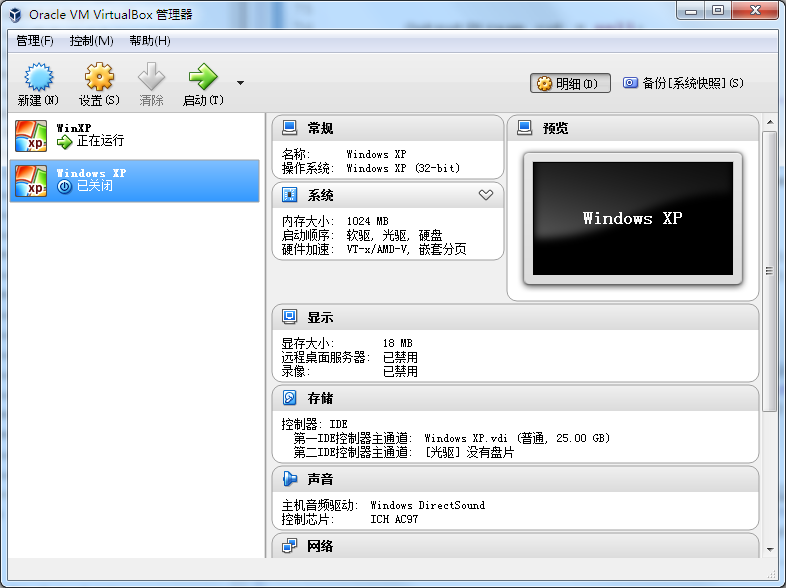 Oracle VM VirtualBox 管理器
管理(F) 控制(M) 帮助(H)
新建(N) 设置(S) 清除 启动(T) 明细(D) 备份[系统快照](S)
WinXP
正在运行
Windows XP
已关闭
常规
名称: Windows XP
操作系统: Windows XP (32-bit)
系统
内存大小: 1024 MB
启动顺序: 软驱, 光驱, 硬盘
硬件加速: VT-x/AMD-V, 嵌套分页
预览
Windows XP
显示
显存大小: 18 MB
远程桌面服务器: 已禁用
录像: 已禁用
存储
控制器: IDE
第一IDE控制器主通道: Windows XP.vdi (普通, 25.00 GB)
第二IDE控制器主通道: [光驱] 没有盘片
声音
主机音频驱动: Windows DirectSound
控制芯片: ICH AC97
网络